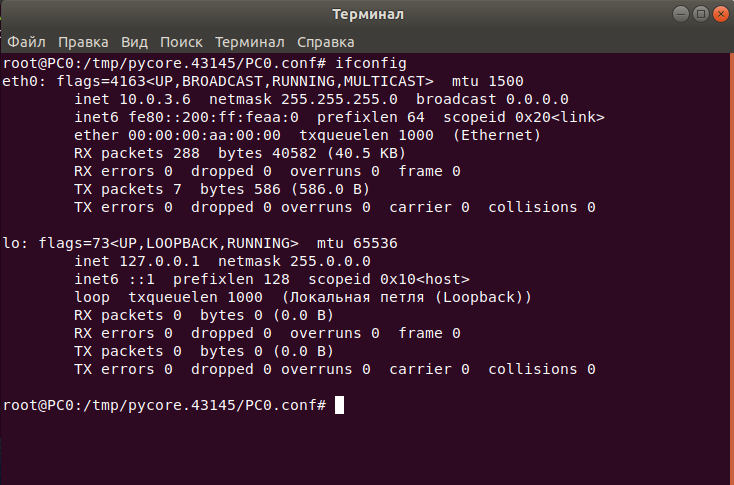 Терминал
Файл Правка Вид Поиск Терминал Справка
root@PC0:/tmp/pycore.43145/PC0.conf# ifconfig
eth0: flags=4163<UP,BROADCAST,RUNNING,MULTICAST>  mtu 1500
        inet 10.0.3.6  netmask 255.255.255.0  broadcast 0.0.0.0
        inet6 fe80::200:ff:feaa:0  prefixlen 64  scopeid 0x20<link>
        ether 00:00:00:aa:00:00  txqueuelen 1000  (Ethernet)
        RX packets 288  bytes 40582 (40.5 KB)
        RX errors 0  dropped 0  overruns 0  frame 0
        TX packets 7  bytes 586 (586.0 B)
        TX errors 0  dropped 0 overruns 0  carrier 0  collisions 0

lo: flags=73<UP,LOOPBACK,RUNNING>  mtu 65536
        inet 127.0.0.1  netmask 255.0.0.0
        inet6 ::1  prefixlen 128  scopeid 0x10<host>
        loop  txqueuelen 1000  (Локальная петля (Loopback))
        RX packets 0  bytes 0 (0.0 B)
        RX errors 0  dropped 0  overruns 0  frame 0
        TX packets 0  bytes 0 (0.0 B)
        TX errors 0  dropped 0 overruns 0  carrier 0  collisions 0

root@PC0:/tmp/pycore.43145/PC0.conf#